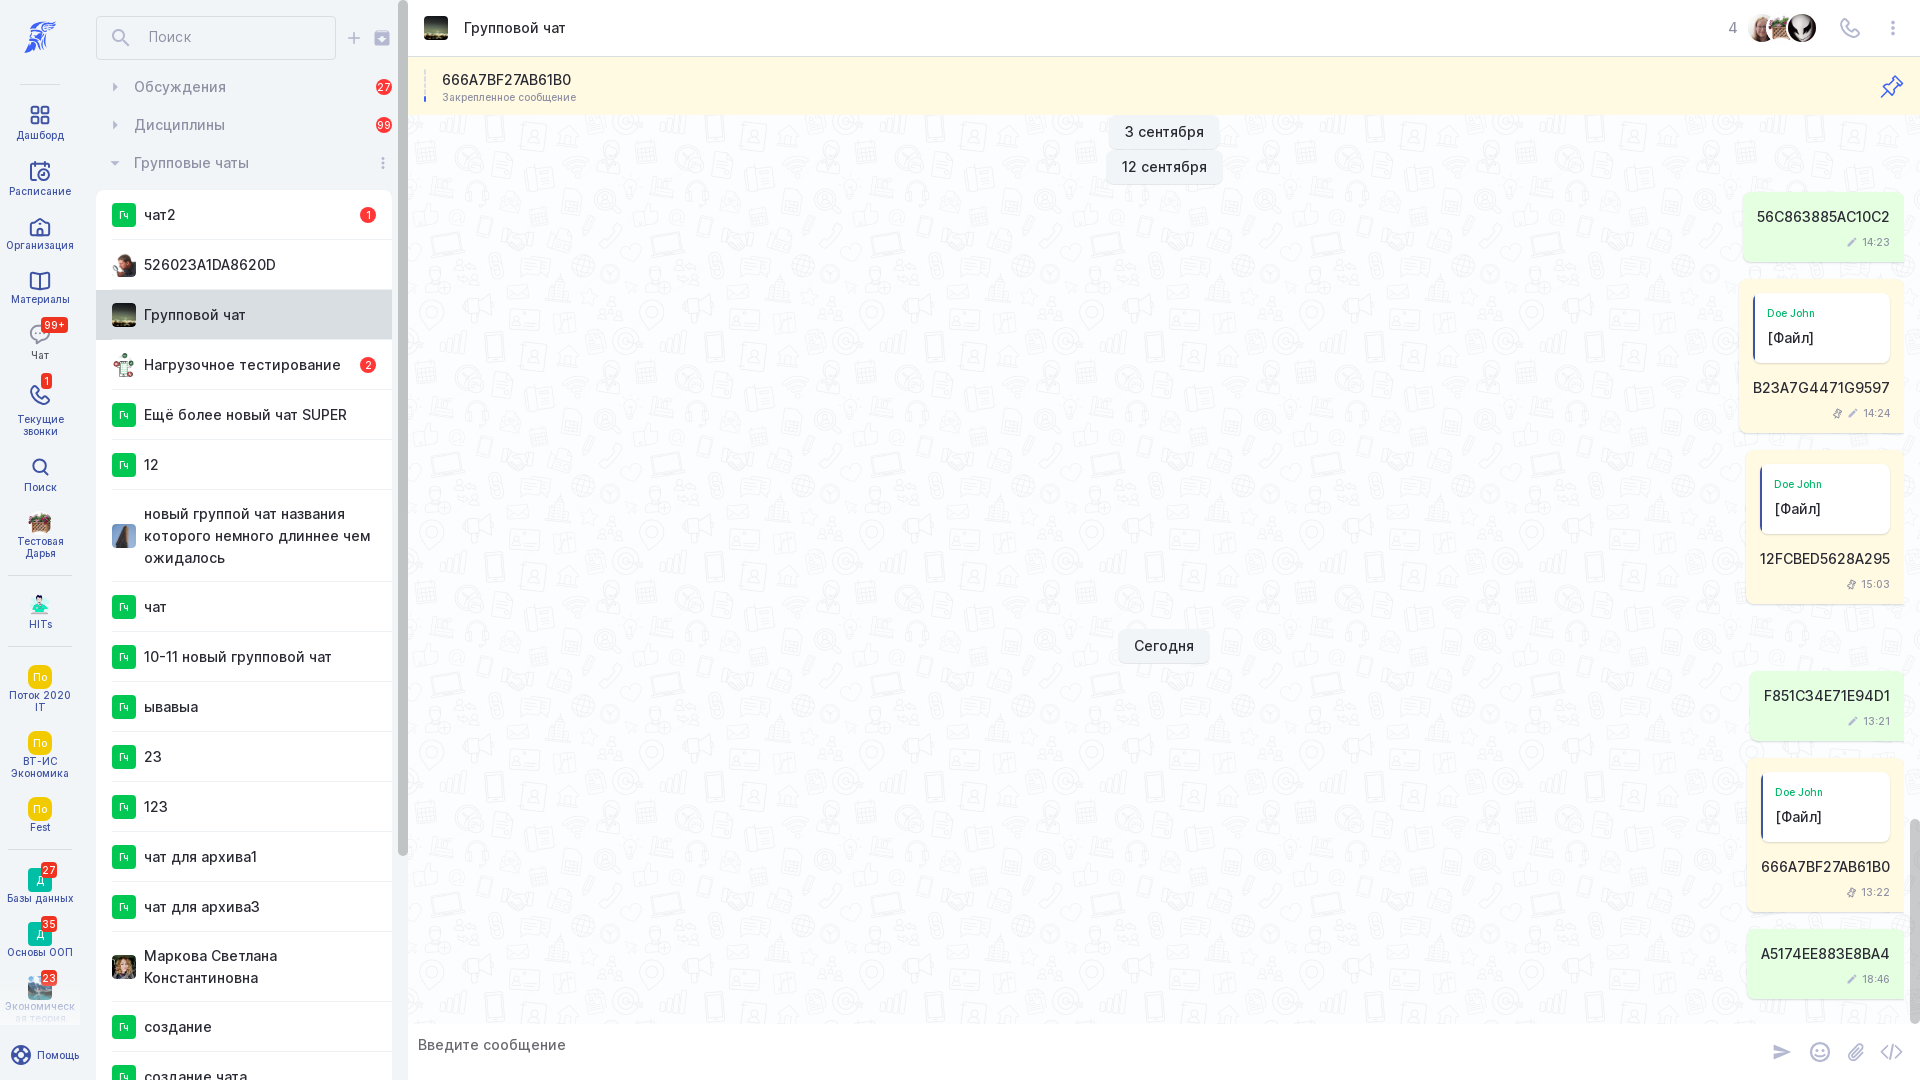 Дашборд
Расписание
Организация
Материалы
99+
Чат
1
Текущие
звонки
Поиск
Тестовая
Дарья
HITs
По
Поток 2020
IT
По
ВТ-ИС
Экономика
По
Fest
27
Д
Базы данных
35
Д
Основы ООП
23
Экономическ
ая теория
Помощь
Поиск
Обсуждения
27
Дисциплины
99
Групповые чаты
Гч
чат2
1
526023A1DA8620D
Групповой чат
Нагрузочное тестирование
2
Гч
Ещё более новый чат SUPER
Гч
12
новый группой чат названия
которого немного длиннее чем
ожидалось
Гч
чат
Гч
10-11 новый групповой чат
Гч
ывавыа
Гч
23
Гч
123
Гч
чат для архива1
Гч
чат для архива3
Маркова Светлана
Константиновна
Гч
создание
Гч
создание чата
Групповой чат
4
666A7BF27AB61B0
Закрепленное сообщение
3 сентября
12 сентября
56C863885AC10C2
14:23
Doe John
[Файл]
B23A7G4471G9597
14:24
Doe John
[Файл]
12FCBED5628A295
15:03
Сегодня
F851C34E71E94D1
13:21
Doe John
[Файл]
666A7BF27AB61B0
13:22
A5174EE883E8BA4
18:46
Введите сообщение